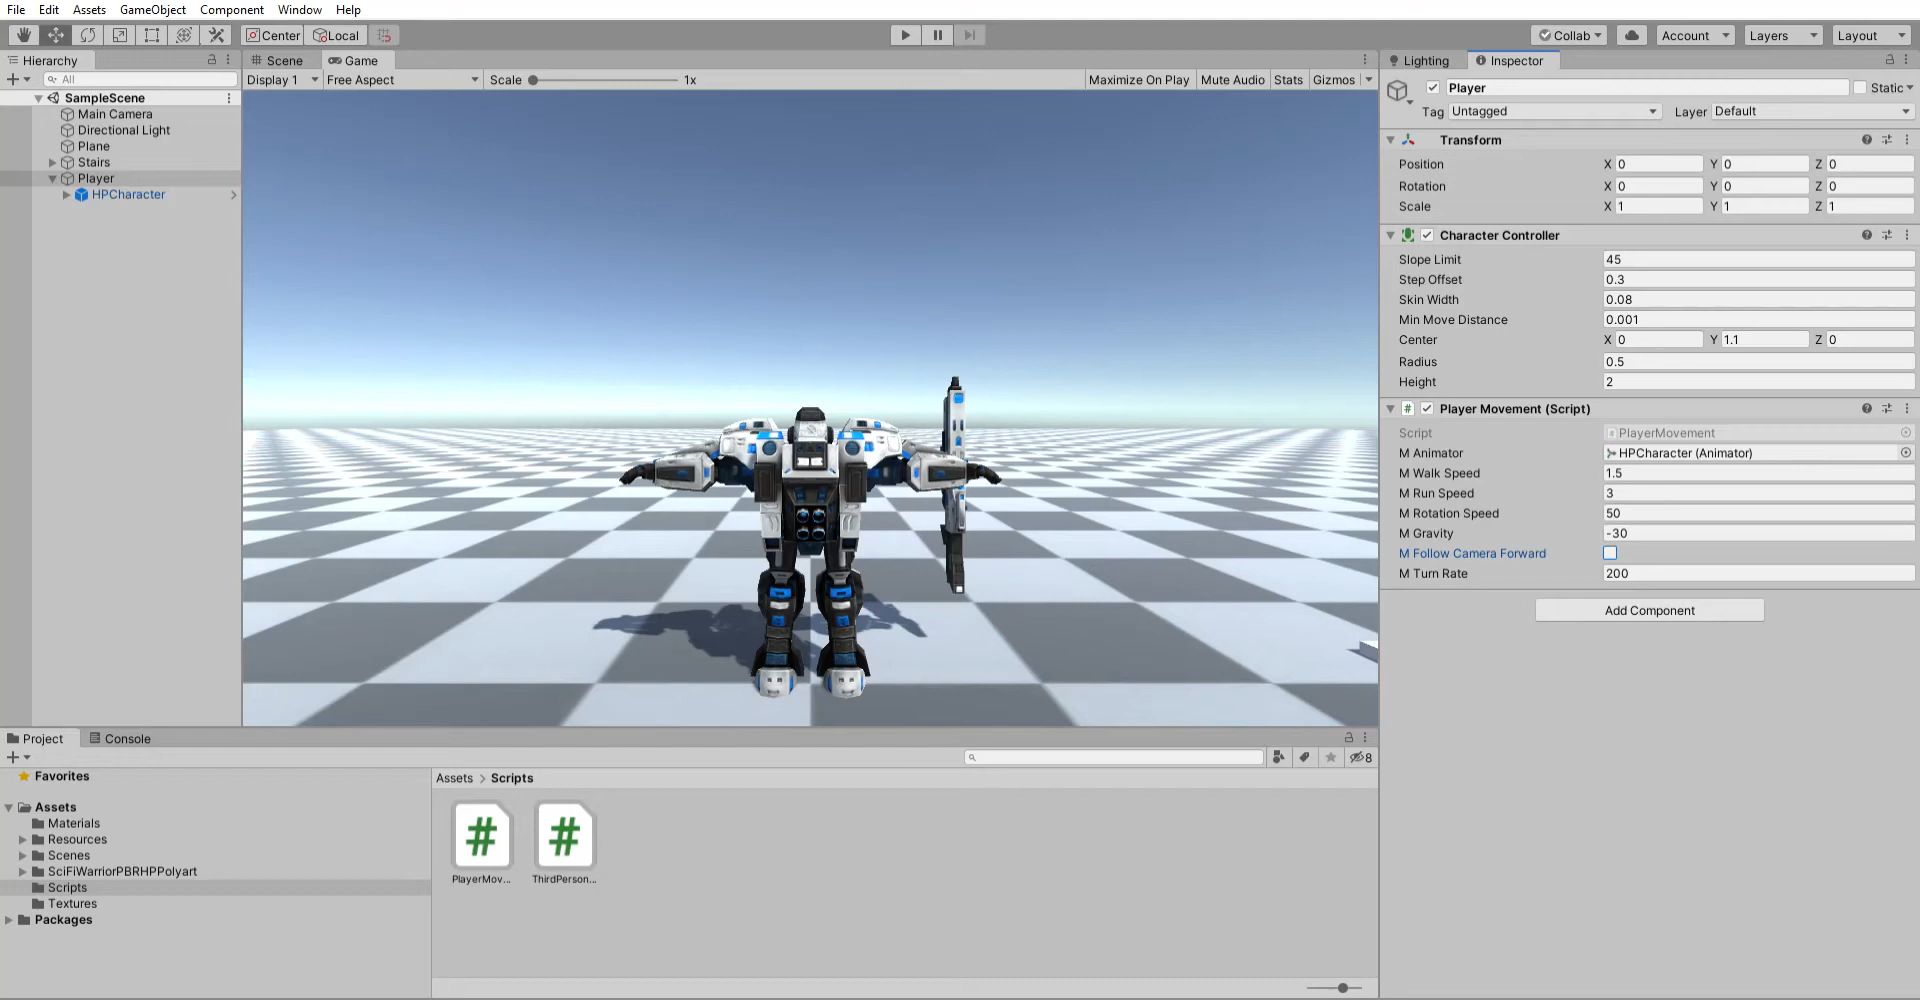 File Edit Assets GameObject Component Window Help
Center Local Collab Account Layers Layout
Hierarchy
All
SampleScene
Main Camera
Directional Light
Plane
Stairs
Player
HPCharacter
Scene Game
Display 1 Free Aspect Scale 1x Maximize On Play Mute Audio Stats Gizmos
Lighting Inspector
Player Static
Tag Untagged Layer Default
Transform
Position X 0 Y 0 Z 0
Rotation X 0 Y 0 Z 0
Scale X 1 Y 1 Z 1
Character Controller
Slope Limit 45
Step Offset 0.3
Skin Width 0.08
Min Move Distance 0.001
Center X 0 Y 1.1 Z 0
Radius 0.5
Height 2
# Player Movement (Script)
Script PlayerMovement
M Animator HPCharacter (Animator)
M Walk Speed 1.5
M Run Speed 3
M Rotation Speed 50
M Gravity -30
M Follow Camera Forward
M Turn Rate 200
Add Component
Project Console
8
Favorites
Assets
Materials
Resources
Scenes
SciFiWarriorPBRHPPolyart
Scripts
Textures
Packages
Assets > Scripts
# #
PlayerMov... ThirdPerson...